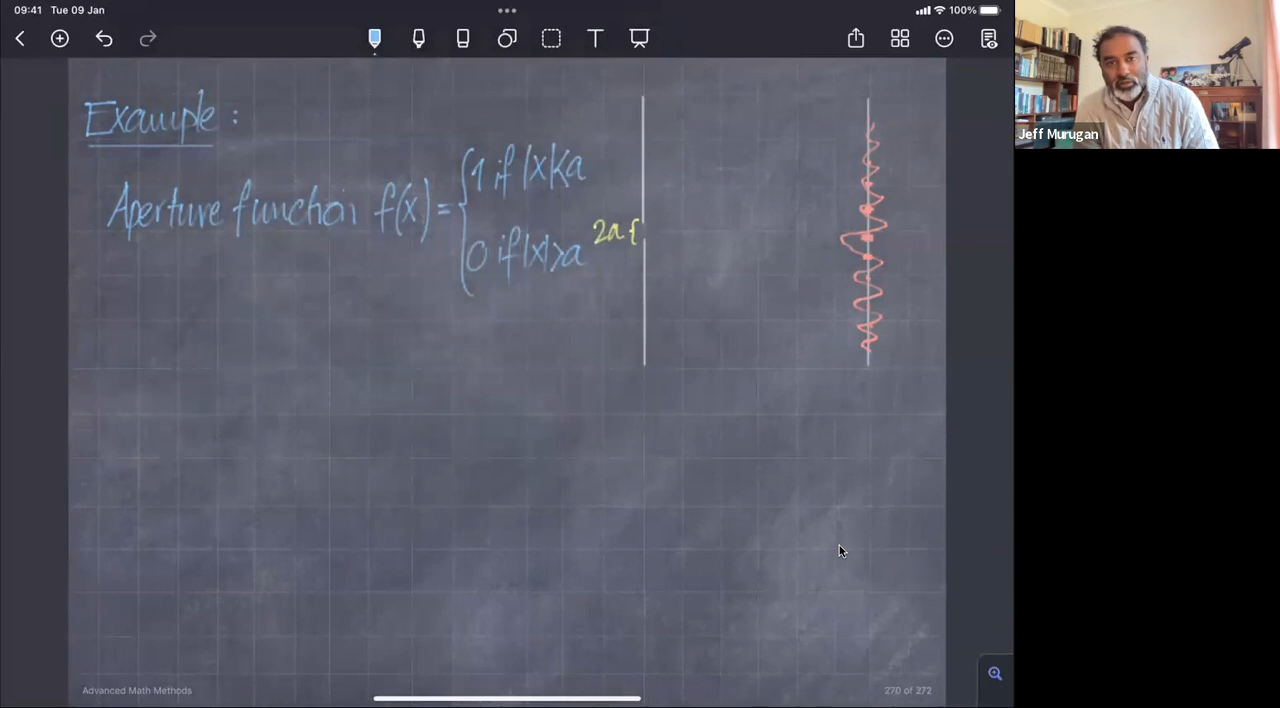 09:41 Tue 09 Jan
100%
Jeff Murugan
Example :
Aperture function f(x) = { 1 if |x|<a
0 if |x|>a
2a {
Advanced Math Methods
270 of 272